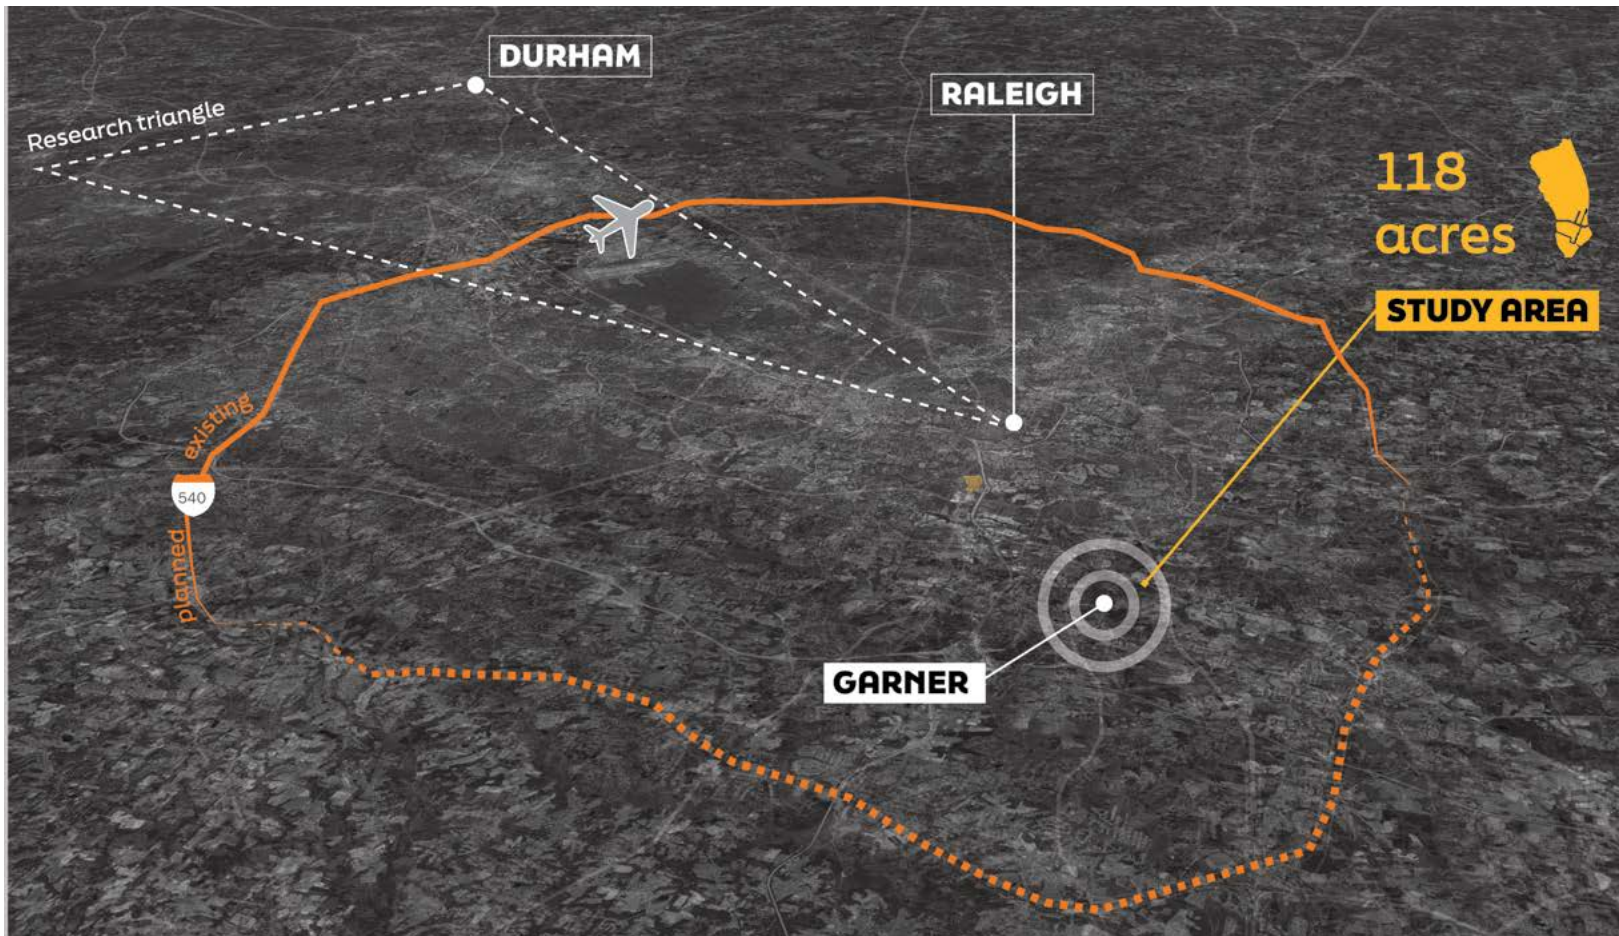 DURHAM
RALEIGH
Research triangle
118
acres
STUDY AREA
existing
540
planned
GARNER